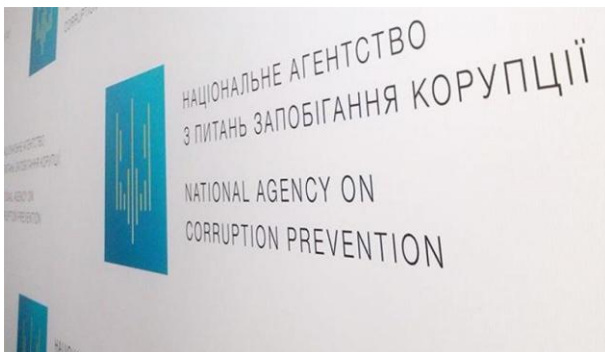 НАЦІОНАЛЬНЕ АГЕНТСТВО
З ПИТАНЬ ЗАПОБІГАННЯ КОРУПЦІЇ
NATIONAL AGENCY ON
CORRUPTION PREVENTION